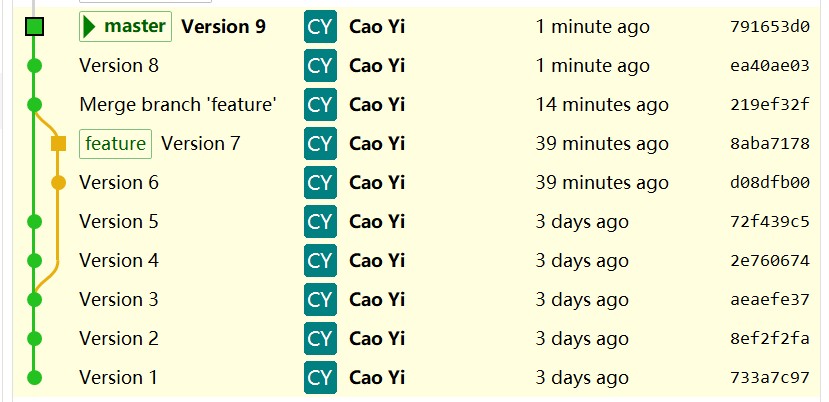 master Version 9 CY Cao Yi 1 minute ago 791653d0
Version 8 CY Cao Yi 1 minute ago ea40ae03
Merge branch 'feature' CY Cao Yi 14 minutes ago 219ef32f
feature Version 7 CY Cao Yi 39 minutes ago 8aba7178
Version 6 CY Cao Yi 39 minutes ago d08dfb00
Version 5 CY Cao Yi 3 days ago 72f439c5
Version 4 CY Cao Yi 3 days ago 2e760674
Version 3 CY Cao Yi 3 days ago aeaefe37
Version 2 CY Cao Yi 3 days ago 8ef2f2fa
Version 1 CY Cao Yi 3 days ago 733a7c97